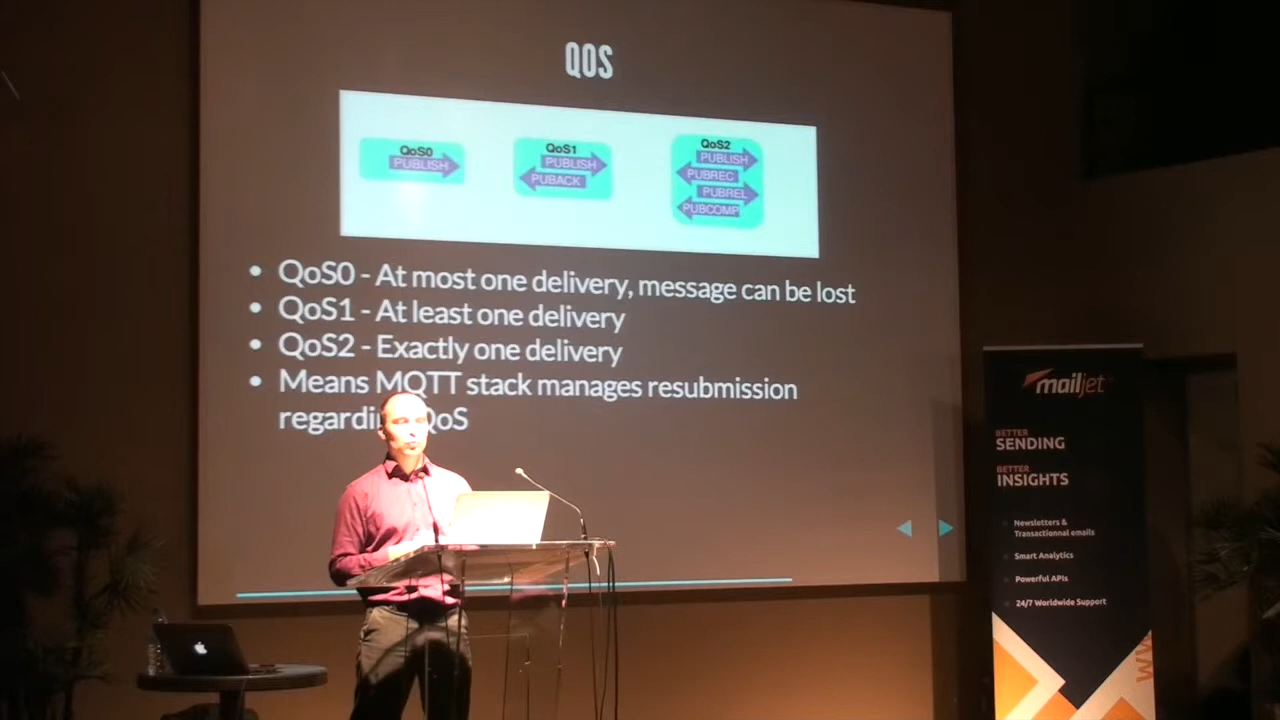 QOS
QoS0
PUBLISH
QoS1
PUBLISH
PUBACK
QoS2
PUBLISH
PUBREC
PUBREL
PUBCOMP
• QoS0 - At most one delivery, message can be lost
• QoS1 - At least one delivery
• QoS2 - Exactly one delivery
• Means MQTT stack manages resubmission
regardi QoS
mailjet
BETTER
SENDING
BETTER
INSIGHTS
Newsletters &
Transactionnal emails
Smart Analytics
Powerful APIs
24/7 Worldwide Support